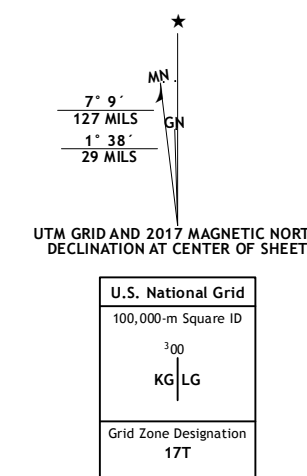 MN
7° 9´
127 MILS
GN
1° 38´
29 MILS
UTM GRID AND 2017 MAGNETIC NORT
DECLINATION AT CENTER OF SHEET
U.S. National Grid
100,000-m Square ID
³00
KG LG
Grid Zone Designation
17T